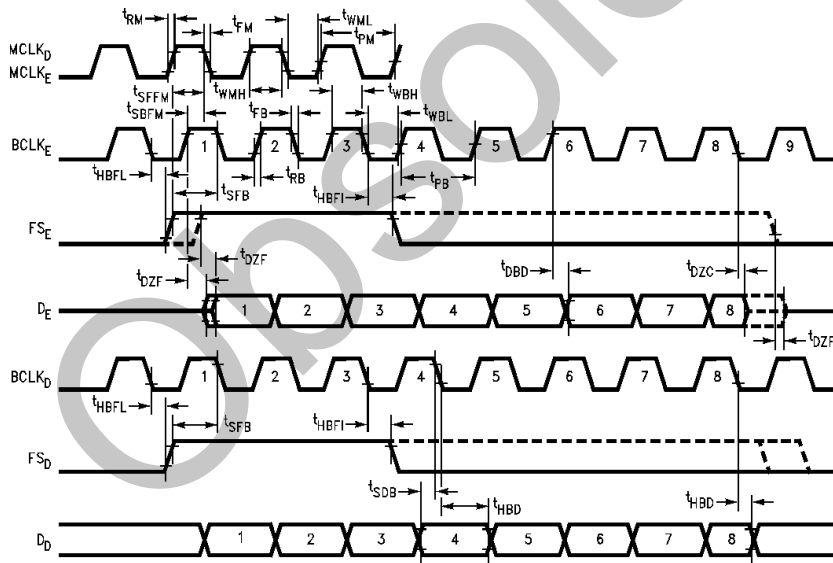 tRM tFM tWML
tPM
MCLKD
MCLKE
tSFFM tWMH tWBH
tSBFM tFB tWBL
BCLKE 1 2 3 4 5 6 7 8 9
tHBFL tSFB tRB tHBFI tPB
FSE
tDZF tDZF tDBD tDZC
DE 1 2 3 4 5 6 7 8
tDZF
BCLKD 1 2 3 4 5 6 7 8
tHBFL tSFB tHBFI
FSD
tSDB tHBD tHBD
DD 1 2 3 4 5 6 7 8
Obsolete